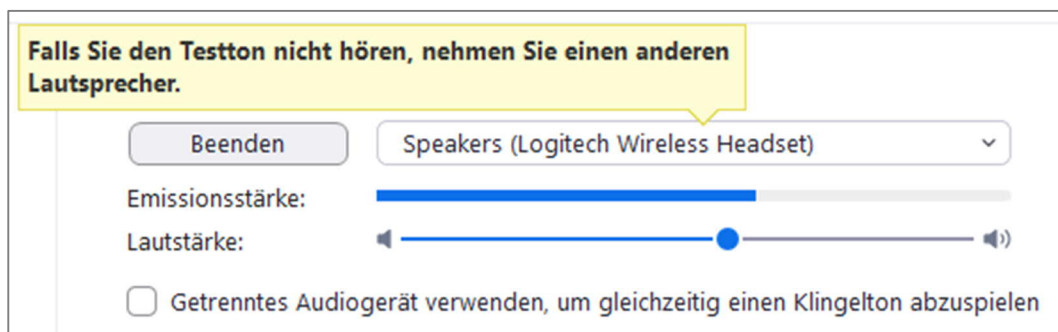 Falls Sie den Testton nicht hören, nehmen Sie einen anderen
Lautsprecher.
Beenden
Speakers (Logitech Wireless Headset)
Emissionsstärke:
Lautstärke:
Getrenntes Audiogerät verwenden, um gleichzeitig einen Klingelton abzuspielen